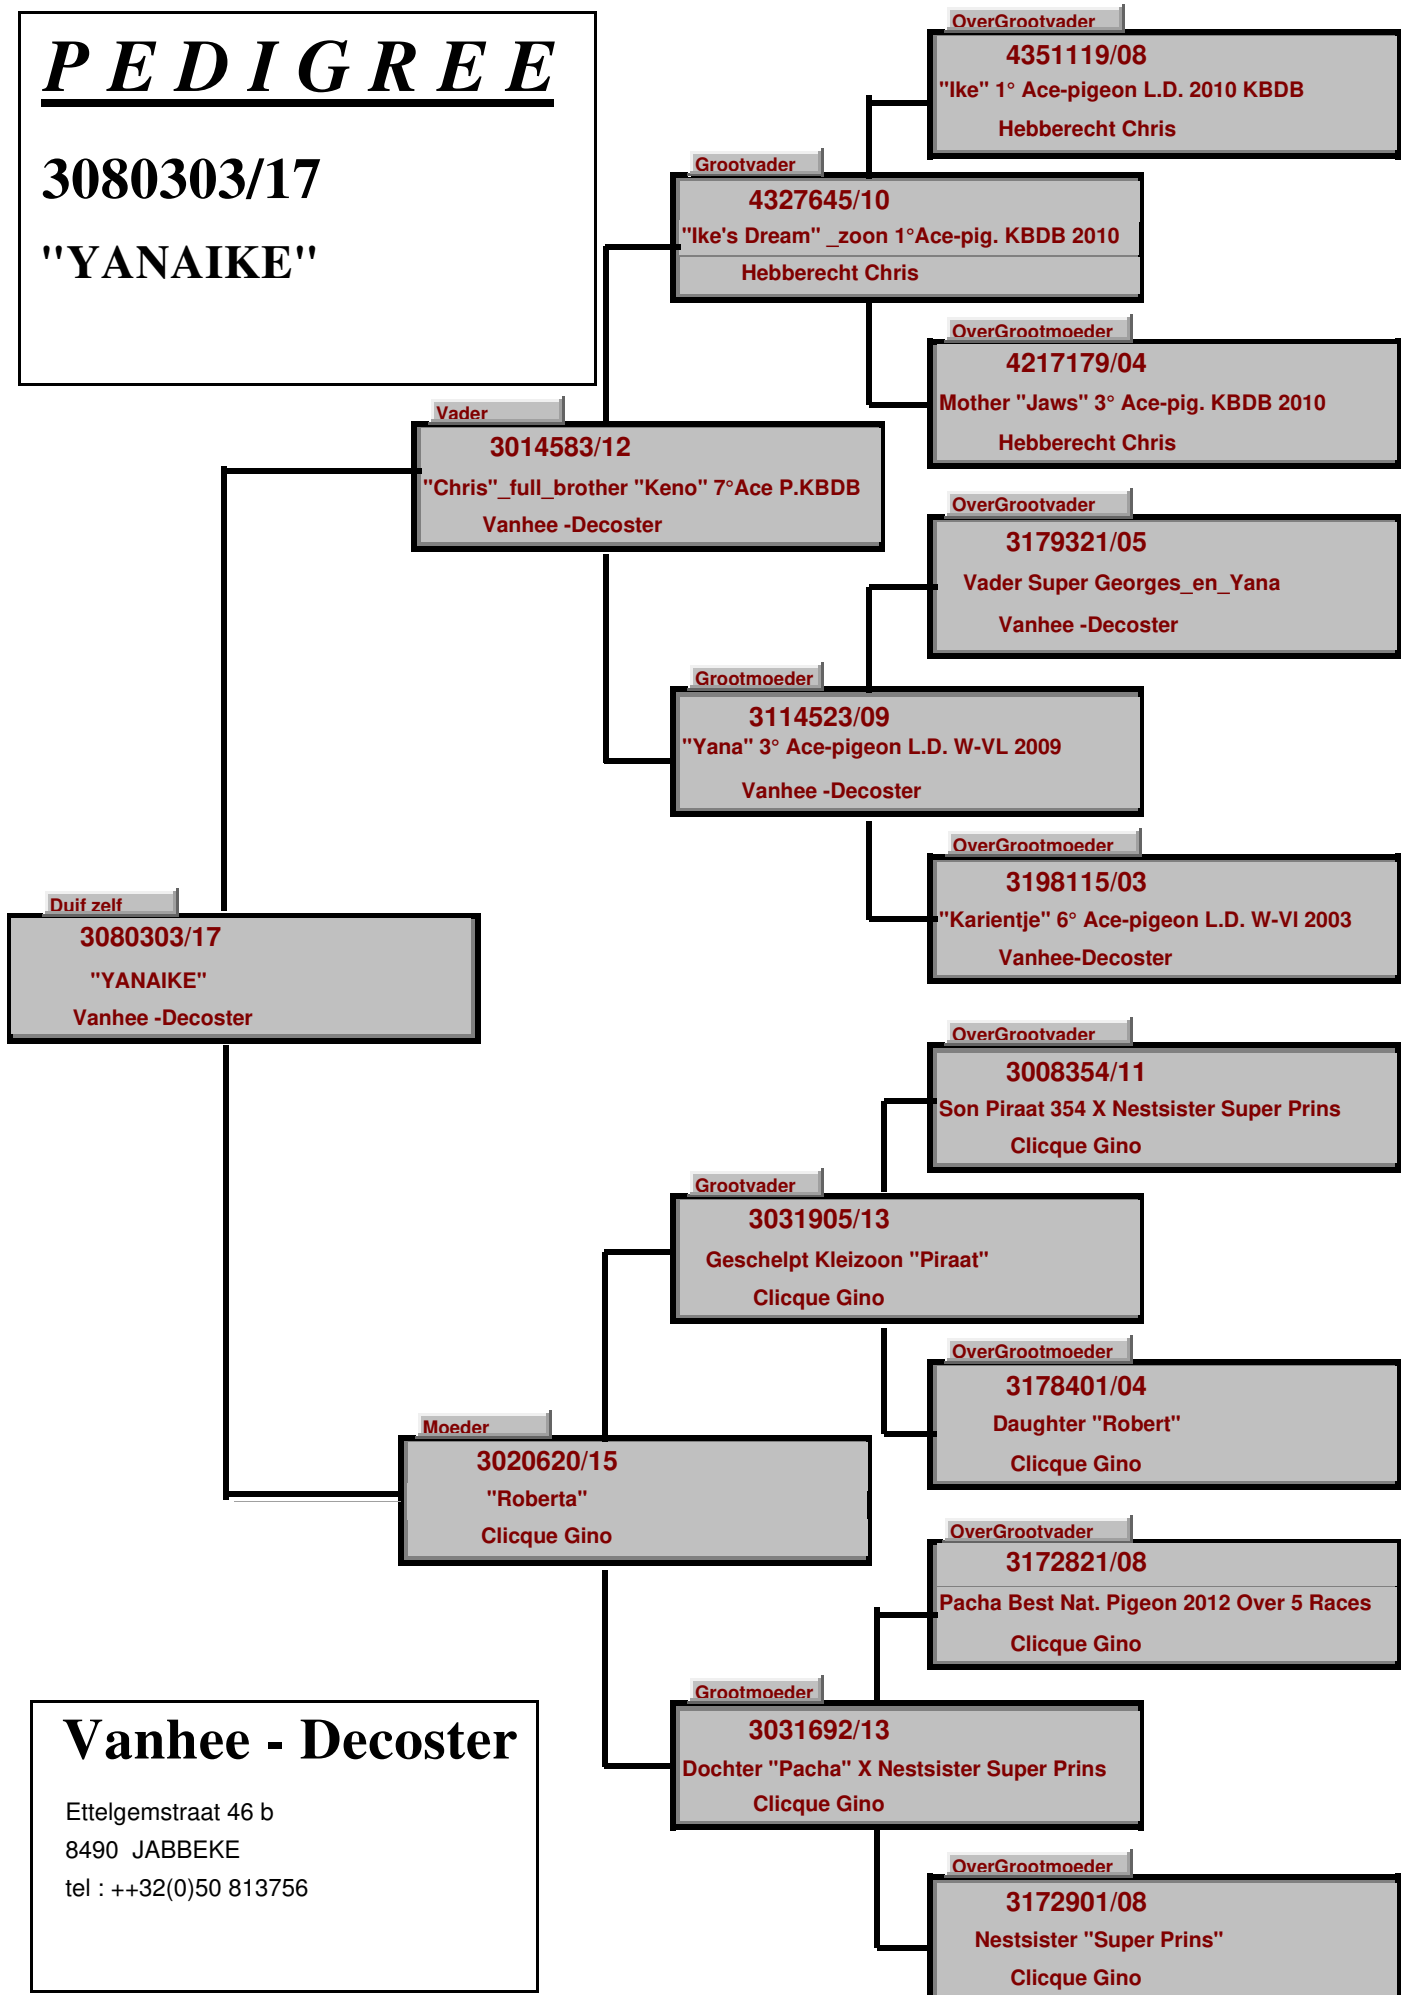 P E D I G R E E
3080303/17
"YANAIKE"
OverGrootvader
4351119/08
"Ike" 1° Ace-pigeon L.D. 2010 KBDB
Hebberecht Chris
Grootvader
4327645/10
"Ike's Dream" _zoon 1°Ace-pig. KBDB 2010
Hebberecht Chris
OverGrootmoeder
4217179/04
Mother "Jaws" 3° Ace-pig. KBDB 2010
Hebberecht Chris
Vader
3014583/12
"Chris"_full_brother "Keno" 7°Ace P.KBDB
Vanhee -Decoster
OverGrootvader
3179321/05
Vader Super Georges_en_Yana
Vanhee -Decoster
Grootmoeder
3114523/09
"Yana" 3° Ace-pigeon L.D. W-VL 2009
Vanhee -Decoster
OverGrootmoeder
3198115/03
"Karientje" 6° Ace-pigeon L.D. W-Vl 2003
Vanhee-Decoster
Duif zelf
3080303/17
"YANAIKE"
Vanhee -Decoster
OverGrootvader
3008354/11
Son Piraat 354 X Nestsister Super Prins
Clicque Gino
Grootvader
3031905/13
Geschelpt Kleizoon "Piraat"
Clicque Gino
OverGrootmoeder
3178401/04
Daughter "Robert"
Clicque Gino
Moeder
3020620/15
"Roberta"
Clicque Gino
OverGrootvader
3172821/08
Pacha Best Nat. Pigeon 2012 Over 5 Races
Clicque Gino
Grootmoeder
3031692/13
Dochter "Pacha" X Nestsister Super Prins
Clicque Gino
OverGrootmoeder
3172901/08
Nestsister "Super Prins"
Clicque Gino
Vanhee - Decoster
Ettelgemstraat 46 b
8490 JABBEKE
tel : ++32(0)50 813756